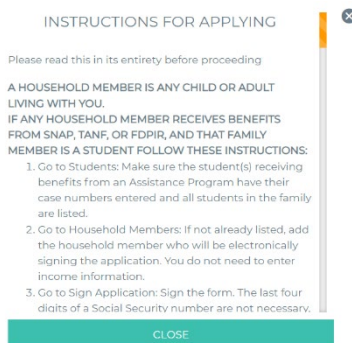 INSTRUCTIONS FOR APPLYING
Please read this in its entirety before proceeding
A HOUSEHOLD MEMBER IS ANY CHILD OR ADULT
LIVING WITH YOU.
IF ANY HOUSEHOLD MEMBER RECEIVES BENEFITS
FROM SNAP, TANF, OR FDPIR, AND THAT FAMILY
MEMBER IS A STUDENT FOLLOW THESE INSTRUCTIONS:
1. Go to Students: Make sure the student(s) receiving
benefits from an Assistance Program have their
case numbers entered and all students in the family
are listed.
2. Go to Household Members: If not already listed, add
the household member who will be electronically
signing the application. You do not need to enter
income information.
3. Go to Sign Application: Sign the form. The last four
digits of a Social Security number are not necessary.
CLOSE